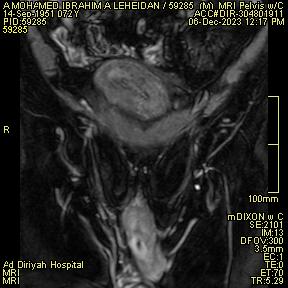 A MOHAMED IBRAHIM A LEHEIDAN / 59285 (M) MRI Pelvis w/C
14-Sep-1951 072Y ACC#DIR-304801911
PID:59285 06-Dec-2023 12:17 PM
59285
R
100mm
mDIXON w C
SE:2101
IM:13
DFOV:300
3.5mm
EC:1
Ad Diriyah Hospital TE:0
MRI ET:70
MRI TR:5.29